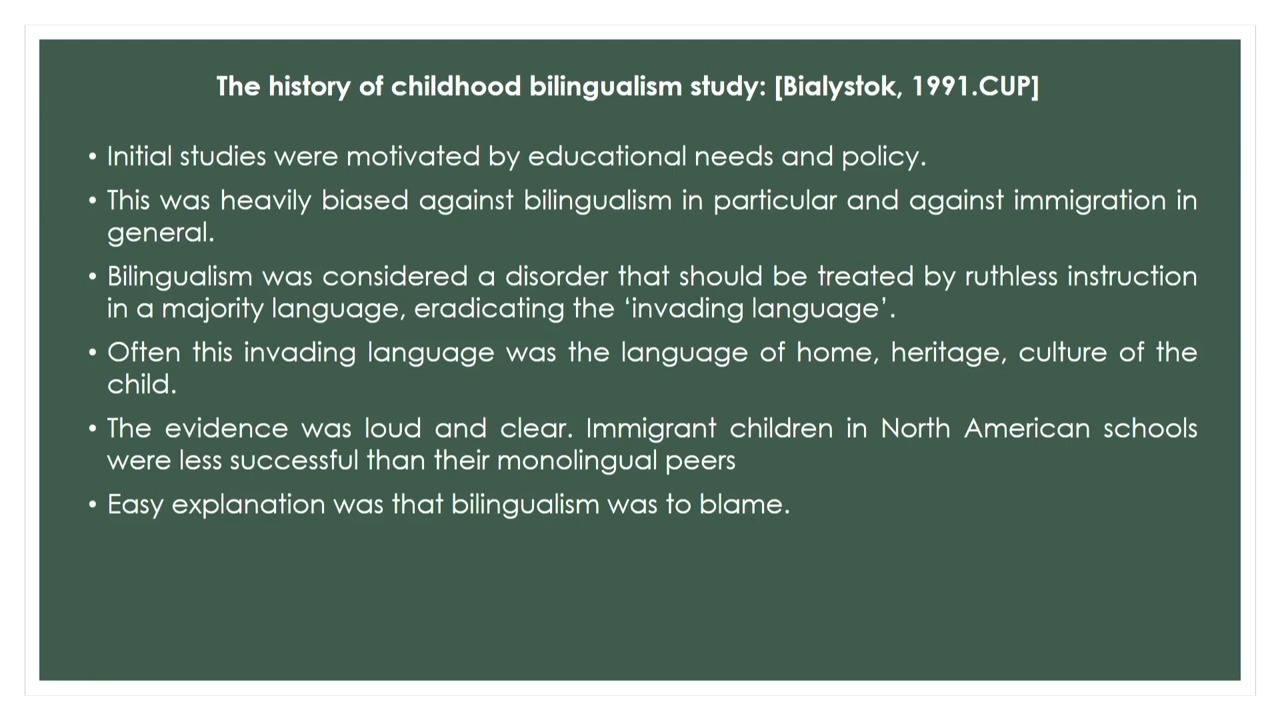 The history of childhood bilingualism study: [Bialystok, 1991.CUP]
• Initial studies were motivated by educational needs and policy.
• This was heavily biased against bilingualism in particular and against immigration in
general.
• Bilingualism was considered a disorder that should be treated by ruthless instruction
in a majority language, eradicating the ‘invading language’.
• Often this invading language was the language of home, heritage, culture of the
child.
• The evidence was loud and clear. Immigrant children in North American schools
were less successful than their monolingual peers
• Easy explanation was that bilingualism was to blame.